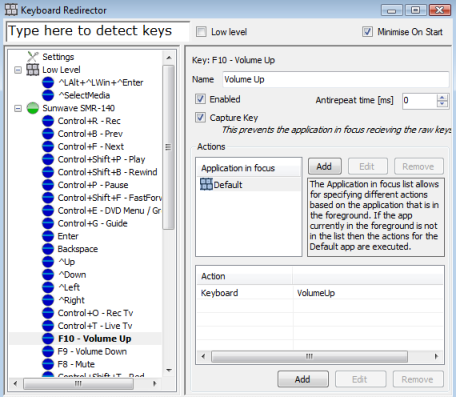 Keyboard Redirector
Type here to detect keys
Low level
Minimise On Start
Settings
Low Level
^LAlt+^LWin+^Enter
^SelectMedia
Sunwave SMR-140
Control+R - Rec
Control+B - Prev
Control+F - Next
Control+Shift+P - Play
Control+Shift+B - Rewind
Control+P - Pause
Control+Shift+F - FastForw
Control+E - DVD Menu / Gr
Control+G - Guide
Enter
Backspace
^Up
^Down
^Left
^Right
Control+O - Rec Tv
Control+T - Live Tv
F10 - Volume Up
F9 - Volume Down
F8 - Mute
Control+Shift+T - Red
Key: F10 - Volume Up
Name Volume Up
Enabled
Antirepeat time [ms] 0
Capture Key
This prevents the application in focus recieving the raw keys
Actions
Application in focus
Default
Add Edit Remove
The Application in focus list allows
for specifying different actions
based on the application that is in
the foreground. If the app
currently in the foreground is not
in the list then the actions for the
Default app are executed.
Action
Keyboard VolumeUp
Add Edit Remove